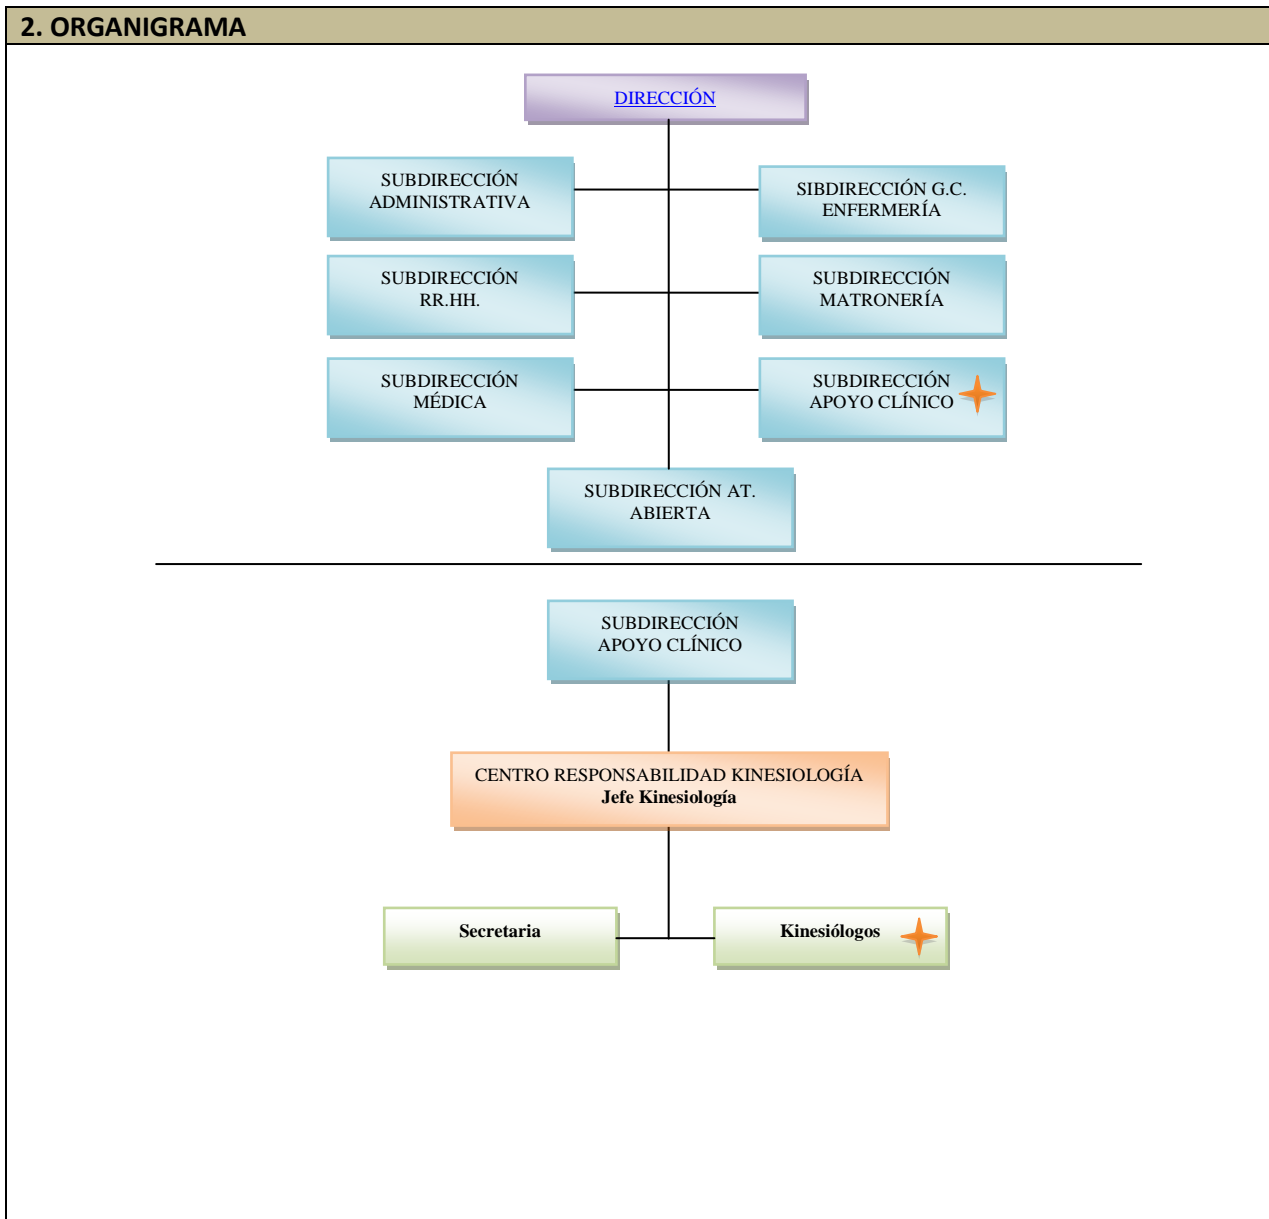 2. ORGANIGRAMA
DIRECCIÓN
SUBDIRECCIÓN
ADMINISTRATIVA
SIBDIRECCIÓN G.C.
ENFERMERÍA
SUBDIRECCIÓN
RR.HH.
SUBDIRECCIÓN
MATRONERÍA
SUBDIRECCIÓN
MÉDICA
SUBDIRECCIÓN
APOYO CLÍNICO
SUBDIRECCIÓN AT.
ABIERTA
SUBDIRECCIÓN
APOYO CLÍNICO
CENTRO RESPONSABILIDAD KINESIOLOGÍA
Jefe Kinesiología
Secretaria
Kinesiólogos